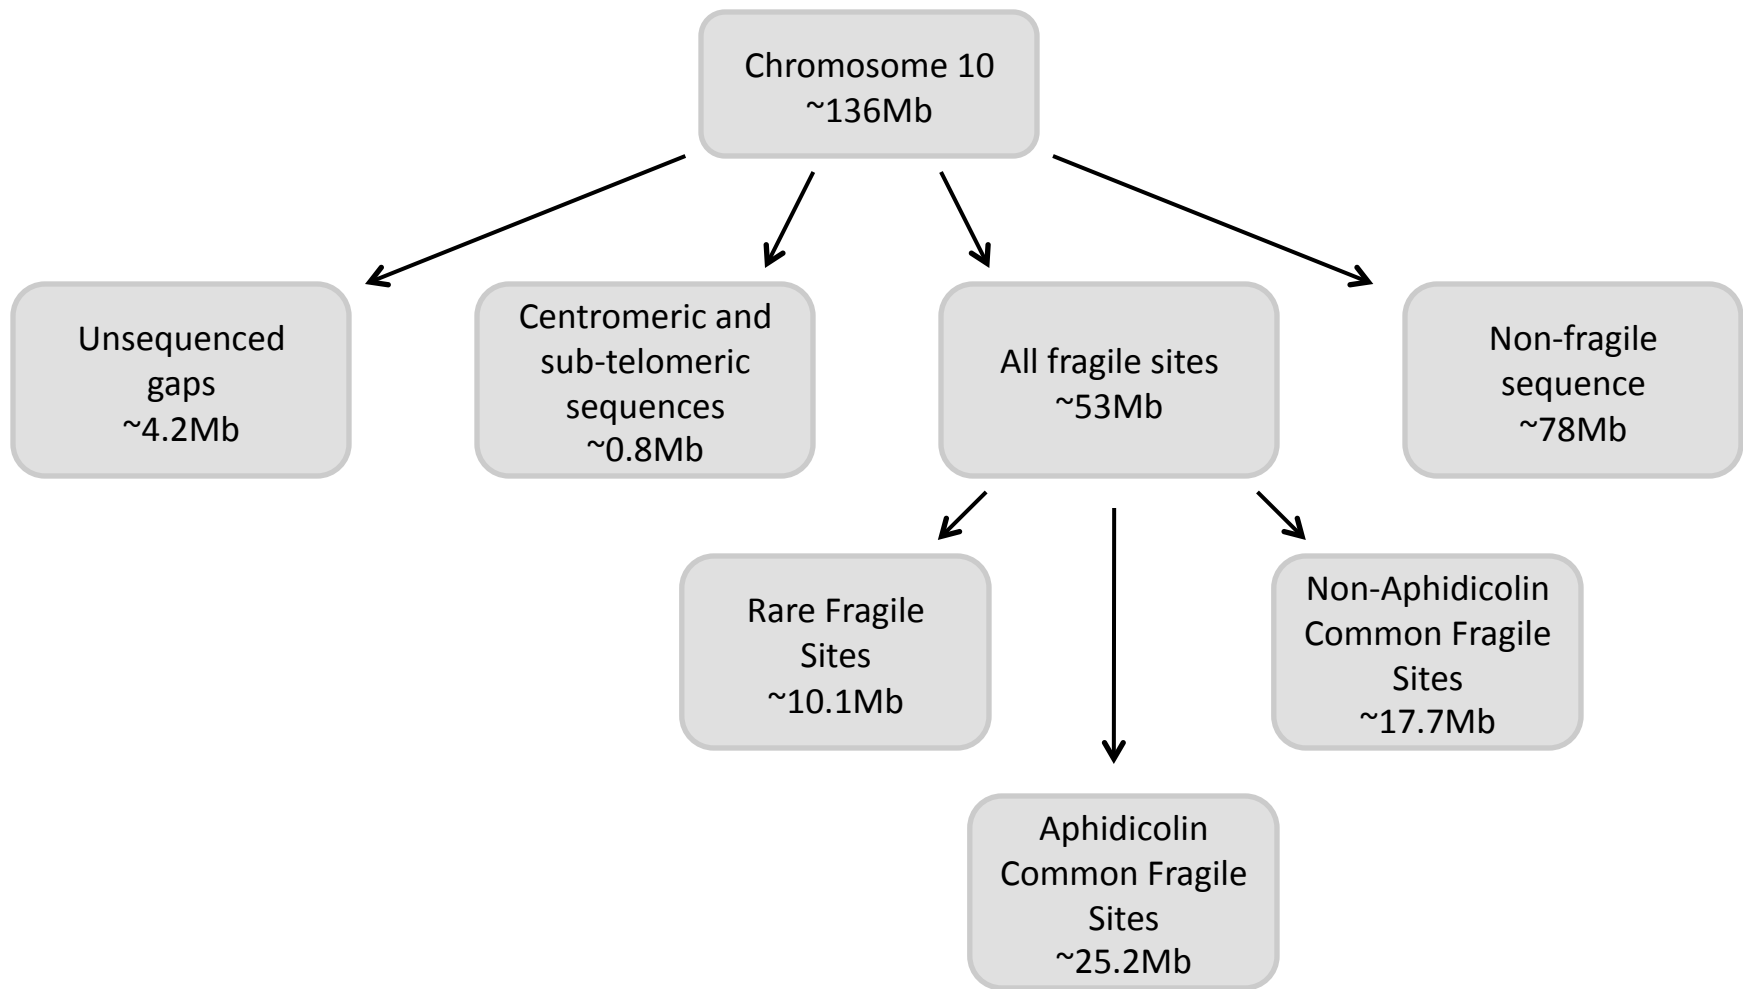 Chromosome 10
~136Mb
Unsequenced
gaps
~4.2Mb
Centromeric and
sub-telomeric
sequences
~0.8Mb
All fragile sites
~53Mb
Non-fragile
sequence
~78Mb
Rare Fragile
Sites
~10.1Mb
Non-Aphidicolin
Common Fragile
Sites
~17.7Mb
Aphidicolin
Common Fragile
Sites
~25.2Mb